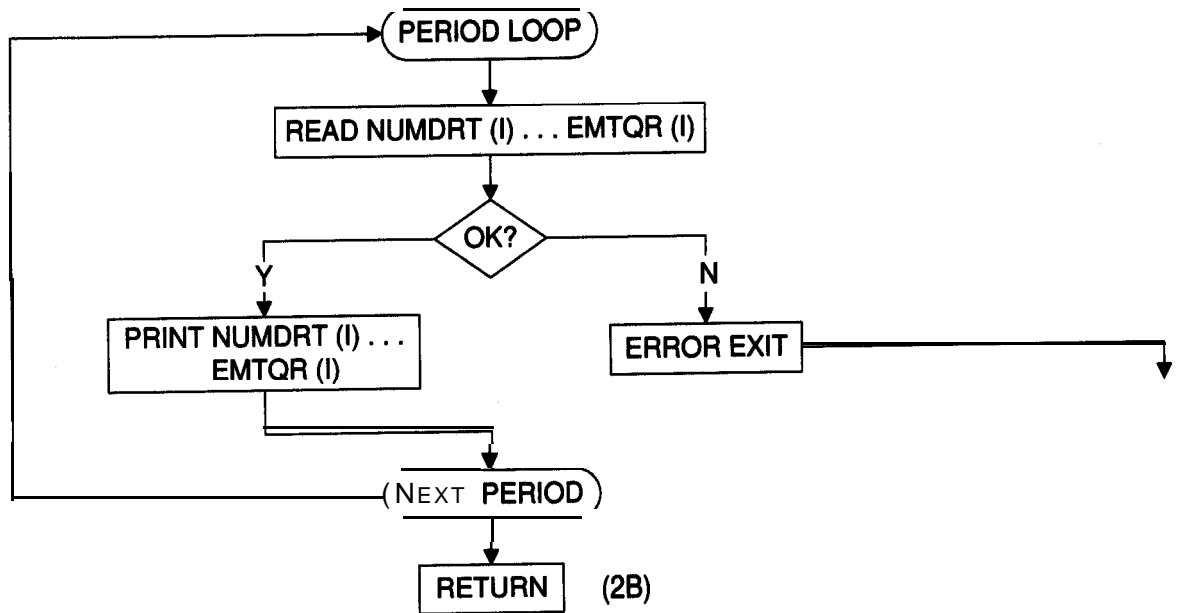 PERIOD LOOP
READ NUMDRT (I) . . . EMTQR (I)
OK?
Y
N
PRINT NUMDRT (I) . . .
EMTQR (I)
ERROR EXIT
NEXT PERIOD
RETURN (2B)